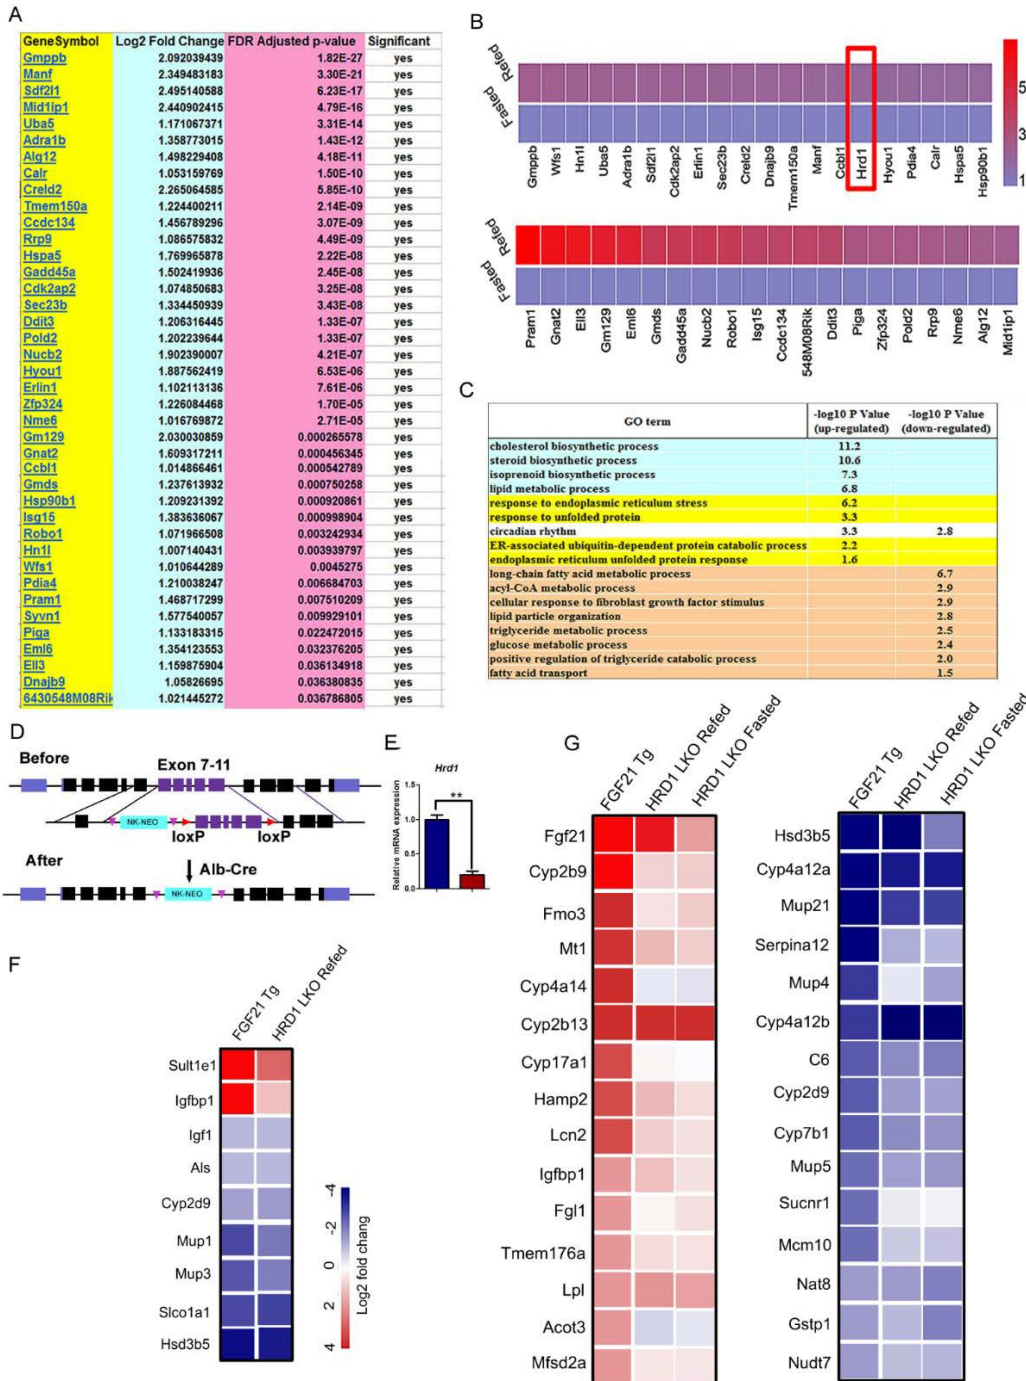 A
GeneSymbol Log2 Fold Change FDR Adjusted p-value Significant
Gmppb 2.092039439 1.82E-27 yes
Manf 2.349483183 3.30E-21 yes
Sdf2l1 2.495140588 6.23E-17 yes
Mid1ip1 2.440902415 4.79E-16 yes
Uba5 1.171067371 3.31E-14 yes
Adra1b 1.358773015 1.43E-12 yes
Alg12 1.498229408 4.18E-11 yes
Calr 1.053159769 1.50E-10 yes
Creld2 2.265064585 5.85E-10 yes
Tmem150a 1.224400211 2.14E-09 yes
Ccdc134 1.456789296 3.07E-09 yes
Rrp9 1.086575832 4.49E-09 yes
Hspa5 1.769965878 2.22E-08 yes
Gadd45a 1.502419936 2.45E-08 yes
Cdk2ap2 1.074850683 3.25E-08 yes
Sec23b 1.334450939 3.43E-08 yes
Ddit3 1.206316445 1.33E-07 yes
Pold2 1.202239644 1.33E-07 yes
Nucb2 1.902390007 4.21E-07 yes
Hyou1 1.887562419 6.53E-06 yes
Erlin1 1.102113136 7.61E-06 yes
Zfp324 1.226084468 1.70E-05 yes
Nme6 1.016769872 2.71E-05 yes
Gm129 2.030030859 0.000265578 yes
Gnat2 1.609317211 0.000456345 yes
Ccbl1 1.014866461 0.000542789 yes
Gmds 1.237613932 0.000750258 yes
Hsp90b1 1.209231392 0.000920861 yes
Isg15 1.383636067 0.000998904 yes
Robo1 1.071966508 0.003242934 yes
Hn1l 1.007140431 0.003939797 yes
Wfs1 1.010644289 0.0045275 yes
Pdia4 1.210038247 0.006684703 yes
Pram1 1.468717299 0.007510209 yes
Syvn1 1.577540057 0.009929101 yes
Piga 1.133183315 0.022472015 yes
Eml6 1.354123553 0.032376205 yes
Ell3 1.159875904 0.036134918 yes
Dnajb9 1.05826695 0.036380835 yes
6430548M08Rik 1.021445272 0.036786805 yes
B
Refed
Fasted
Gmppb Wfs1 Hn1l Uba5 Adra1b Sdf2l1 Cdk2ap2 Erlin1 Sec23b Creld2 Dnajb9 Tmem150a Manf Ccbl1 Hrd1 Hyou1 Pdia4 Calr Hspa5 Hsp90b1
5
3
1
Refed
Fasted
Pram1 Gnat2 Ell3 Gm129 Eml6 Gmds Gadd45a Nucb2 Robo1 Isg15 Ccdc134 548M08Rik Ddit3 Piga Zfp324 Pold2 Rrp9 Nme6 Alg12 Mid1ip1
C
GO term -log10 P Value (up-regulated) -log10 P Value (down-regulated)
cholesterol biosynthetic process 11.2
steroid biosynthetic process 10.6
isoprenoid biosynthetic process 7.3
lipid metabolic process 6.8
response to endoplasmic reticulum stress 6.2
response to unfolded protein 3.3
circadian rhythm 3.3 2.8
ER-associated ubiquitin-dependent protein catabolic process 2.2
endoplasmic reticulum unfolded protein response 1.6
long-chain fatty acid metabolic process 6.7
acyl-CoA metabolic process 2.9
cellular response to fibroblast growth factor stimulus 2.9
lipid particle organization 2.8
triglyceride metabolic process 2.5
glucose metabolic process 2.4
positive regulation of triglyceride catabolic process 2.0
fatty acid transport 1.5
D
Before
Exon 7-11
NK-NEO
loxP loxP
After
Alb-Cre
NK-NEO
E
Hrd1
Relative mRNA expression
1.5
1.0
0.5
0.0
**
F
FGF21 Tg
HRD1 LKO Refed
Sult1e1
Igfbp1
Igf1
Als
Cyp2d9
Mup1
Mup3
Slco1a1
Hsd3b5
-4
-2
0
2
4
Log2 fold chang
G
FGF21 Tg
HRD1 LKO Refed
HRD1 LKO Fasted
Fgf21
Cyp2b9
Fmo3
Mt1
Cyp4a14
Cyp2b13
Cyp17a1
Hamp2
Lcn2
Igfbp1
Fgl1
Tmem176a
Lpl
Acot3
Mfsd2a
FGF21 Tg
HRD1 LKO Refed
HRD1 LKO Fasted
Hsd3b5
Cyp4a12a
Mup21
Serpina12
Mup4
Cyp4a12b
C6
Cyp2d9
Cyp7b1
Mup5
Sucnr1
Mcm10
Nat8
Gstp1
Nudt7